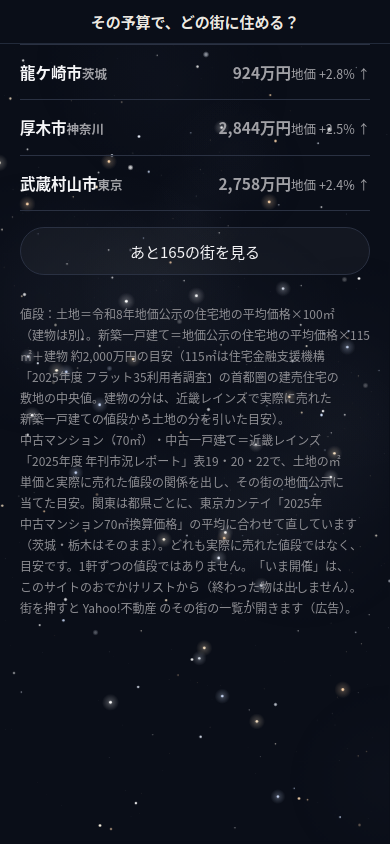 その予算で、どの街に住める？
龍ケ崎市茨城 924万円地価 +2.8% ↑
厚木市神奈川 2,844万円地価 +2.5% ↑
武蔵村山市東京 2,758万円地価 +2.4% ↑
あと165の街を見る
値段：土地＝令和8年地価公示の住宅地の平均価格×100㎡
（建物は別）。新築一戸建て＝地価公示の住宅地の平均価格×115
㎡＋建物 約2,000万円の目安（115㎡は住宅金融支援機構
「2025年度 フラット35利用者調査」の首都圏の建売住宅の
敷地の中央値。建物の分は、近畿レインズで実際に売れた
新築一戸建ての値段から土地の分を引いた目安）。
中古マンション（70㎡）・中古一戸建て＝近畿レインズ
「2025年度 年刊市況レポート」表19・20・22で、土地の㎡
単価と実際に売れた値段の関係を出し、その街の地価公示に
当てた目安。関東は都県ごとに、東京カンテイ「2025年
中古マンション70㎡換算価格」の平均に合わせて直しています
（茨城・栃木はそのまま）。どれも実際に売れた値段ではなく、
目安です。1軒ずつの値段ではありません。「いま開催」は、
このサイトのおでかけリストから（終わった物は出しません）。
街を押すと Yahoo!不動産 のその街の一覧が開きます（広告）。